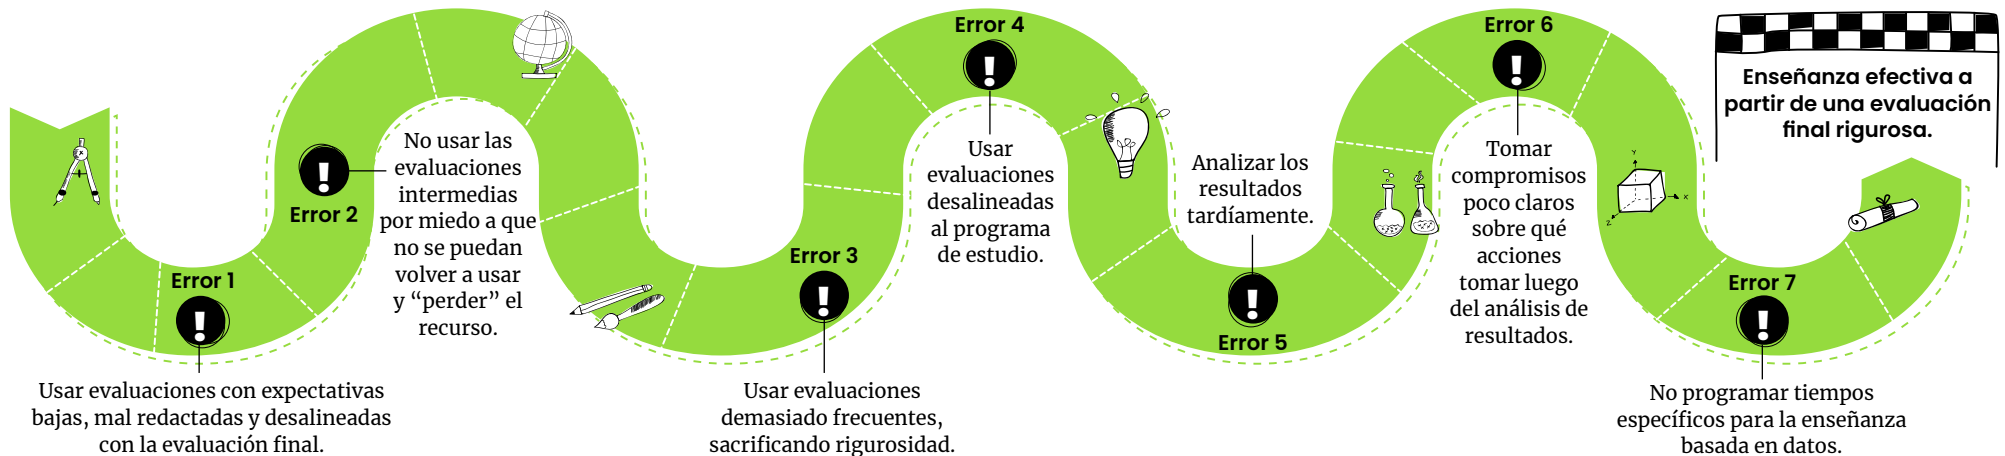 Error 1
Usar evaluaciones con expectativas
bajas, mal redactadas y desalineadas
con la evaluación final.
Error 2
No usar las
evaluaciones
intermedias
por miedo a que
no se puedan
volver a usar
y “perder” el
recurso.
Error 3
Usar evaluaciones
demasiado frecuentes,
sacrificando rigurosidad.
Error 4
Usar
evaluaciones
desalineadas
al programa
de estudio.
Analizar los
resultados
tardíamente.
Error 5
Error 6
Tomar
compromisos
poco claros
sobre qué
acciones
tomar luego
del análisis de
resultados.
Y
X
Z
Error 7
No programar tiempos
específicos para la enseñanza
basada en datos.
Enseñanza efectiva a
partir de una evaluación
final rigurosa.